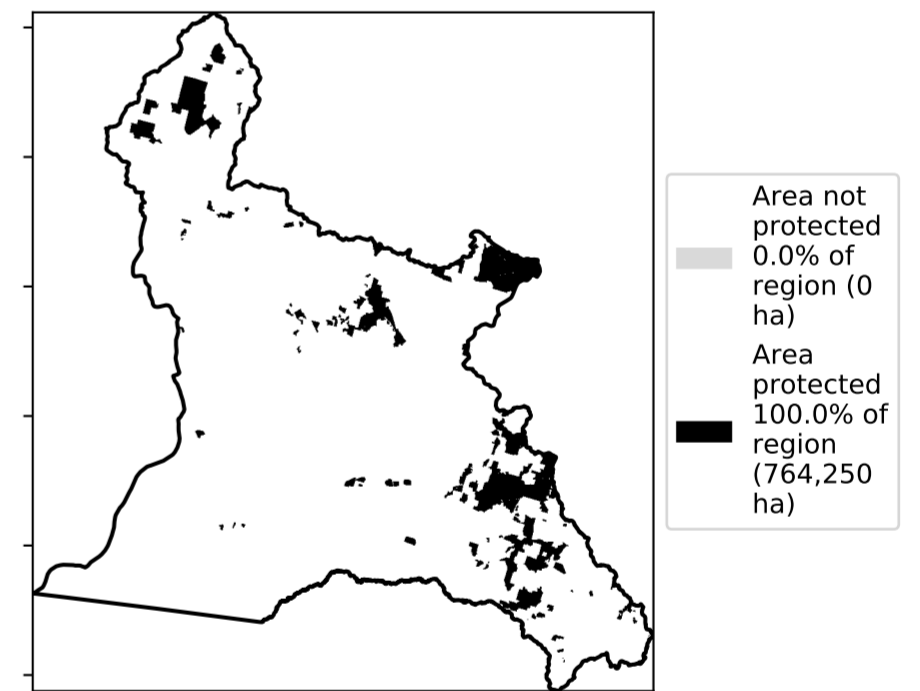 Area not
protected
0.0% of
region (0
ha)
Area
protected
100.0% of
region
(764,250
ha)